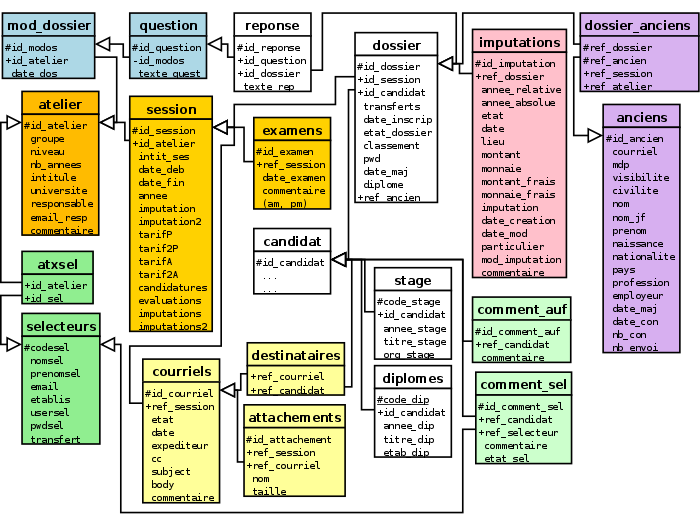 mod_dossier
#id_modos
+id_atelier
date_dos
question
#id_question
-id_modos
texte_quest
reponse
#id_reponse
+id_question
+id_dossier
texte_rep
dossier
#id_dossier
+id_session
+id_candidat
transferts
date_inscrip
etat_dossier
classement
pwd
date_maj
diplome
+ref_ancien
imputations
#id_imputation
+ref_dossier
annee_relative
annee_absolue
etat
date
lieu
montant
monnaie
montant_frais
monnaie_frais
imputation
date_creation
date_mod
particulier
mod_imputation
commentaire
dossier_anciens
+ref_dossier
+ref_ancien
+ref_session
+ref_atelier
atelier
#id_atelier
groupe
niveau
nb_annees
intitule
universite
responsable
email_resp
commentaire
session
#id_session
+id_atelier
intit_ses
date_deb
date_fin
annee
imputation
imputation2
tarifP
tarif2P
tarifA
tarif2A
candidatures
evaluations
imputations
imputations2
examens
#id_examen
+ref_session
date_examen
commentaire
(am, pm)
anciens
#id_ancien
courriel
mdp
visibilite
civilite
nom
nom_jf
prenom
naissance
nationalite
pays
profession
employeur
date_maj
date_con
nb_con
nb_envoi
candidat
#id_candidat
...
...
atxsel
+id_atelier
+id_sel
stage
#code_stage
+id_candidat
annee_stage
titre_stage
org_stage
comment_auf
#id_comment_auf
+ref_candidat
commentaire
selecteurs
#codesel
nomsel
prenomsel
email
etablis
usersel
pwdsel
transfert
courriels
#id_courriel
+ref_session
etat
date
expediteur
cc
subject
body
commentaire
destinataires
+ref_courriel
+ref_candidat
attachements
#id_attachement
+ref_session
+ref_courriel
nom
taille
diplomes
#code_dip
+id_candidat
annee_dip
titre_dip
etab_dip
comment_sel
#id_comment_sel
+ref_candidat
+ref_selecteur
commentaire
etat_sel